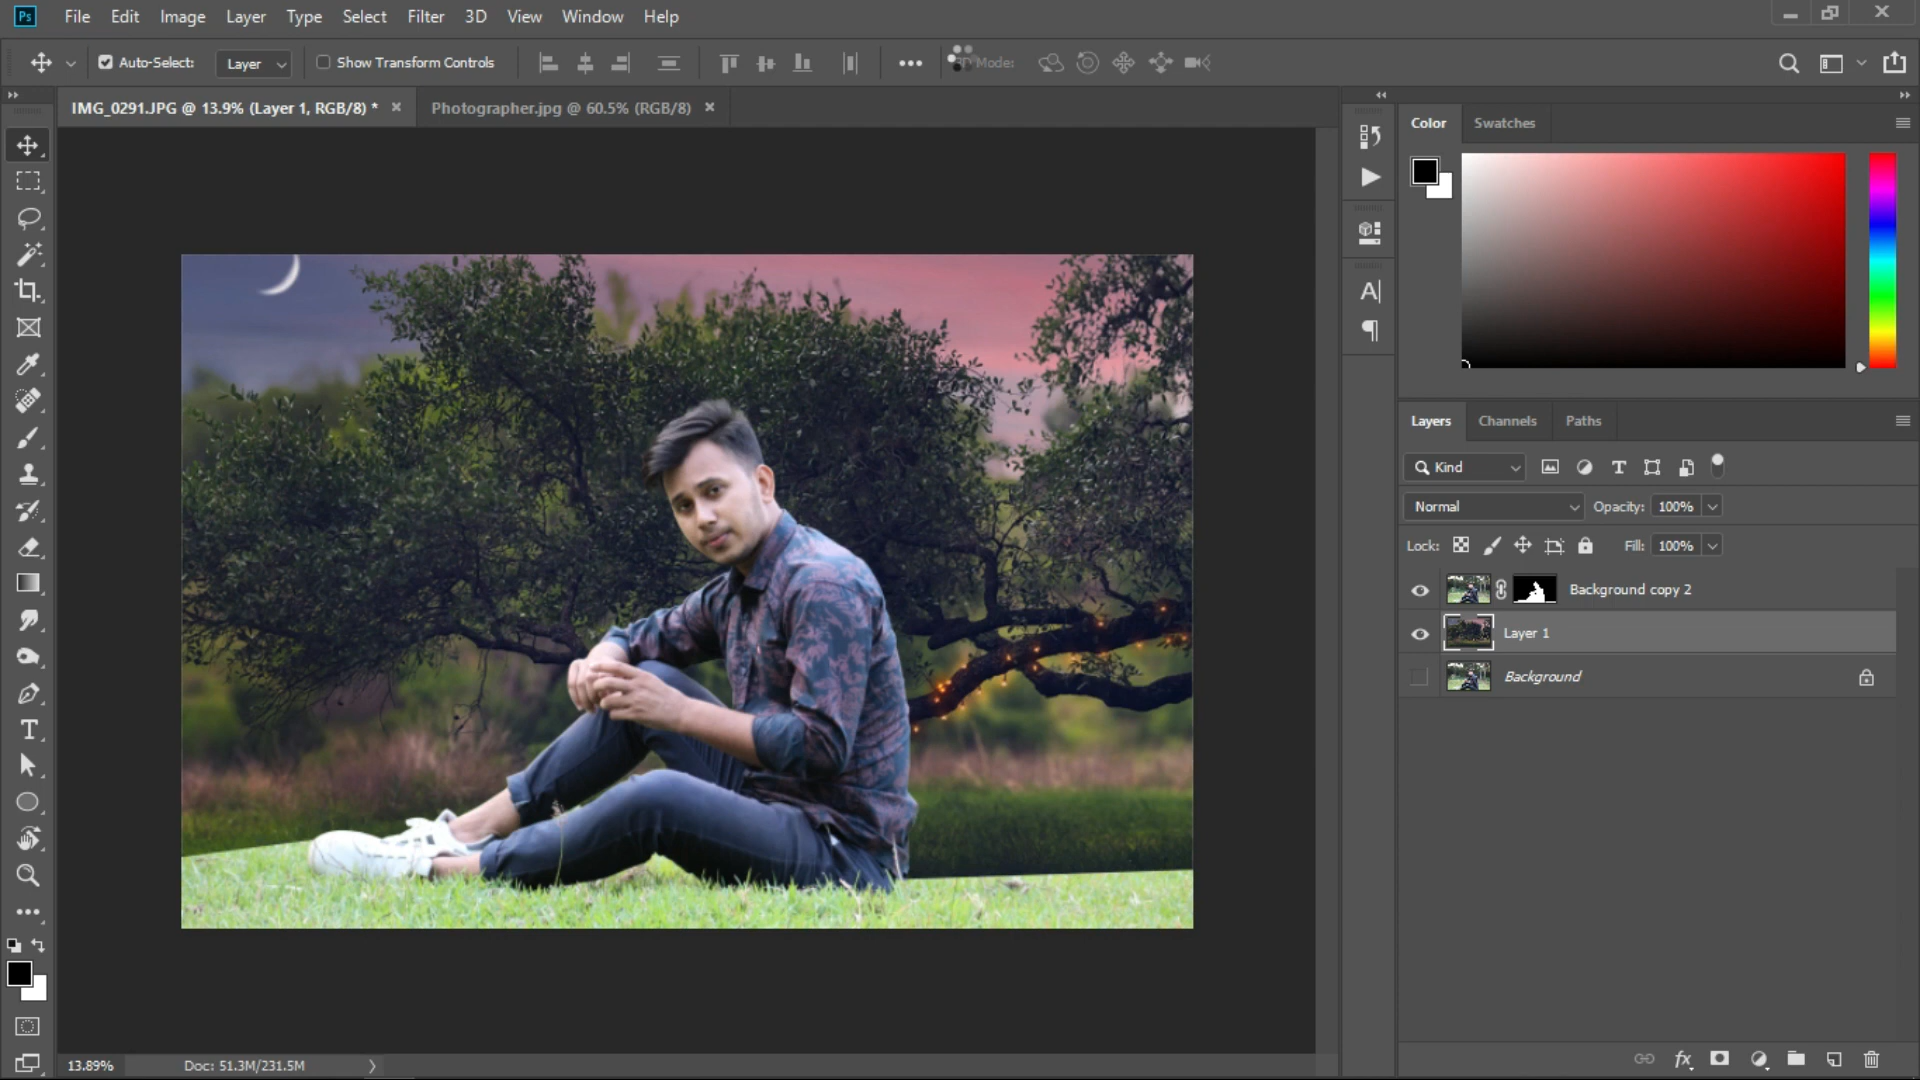 Ps File Edit Image Layer Type Select Filter 3D View Window Help
Auto-Select: Layer Show Transform Controls 3D Mode:
IMG_0291.JPG @ 13.9% (Layer 1, RGB/8) * Photographer.jpg @ 60.5% (RGB/8)
Color Swatches
Layers Channels Paths
Kind
Normal Opacity: 100%
Lock: Fill: 100%
Background copy 2
Layer 1
Background
13.89% Doc: 51.3M/231.5M